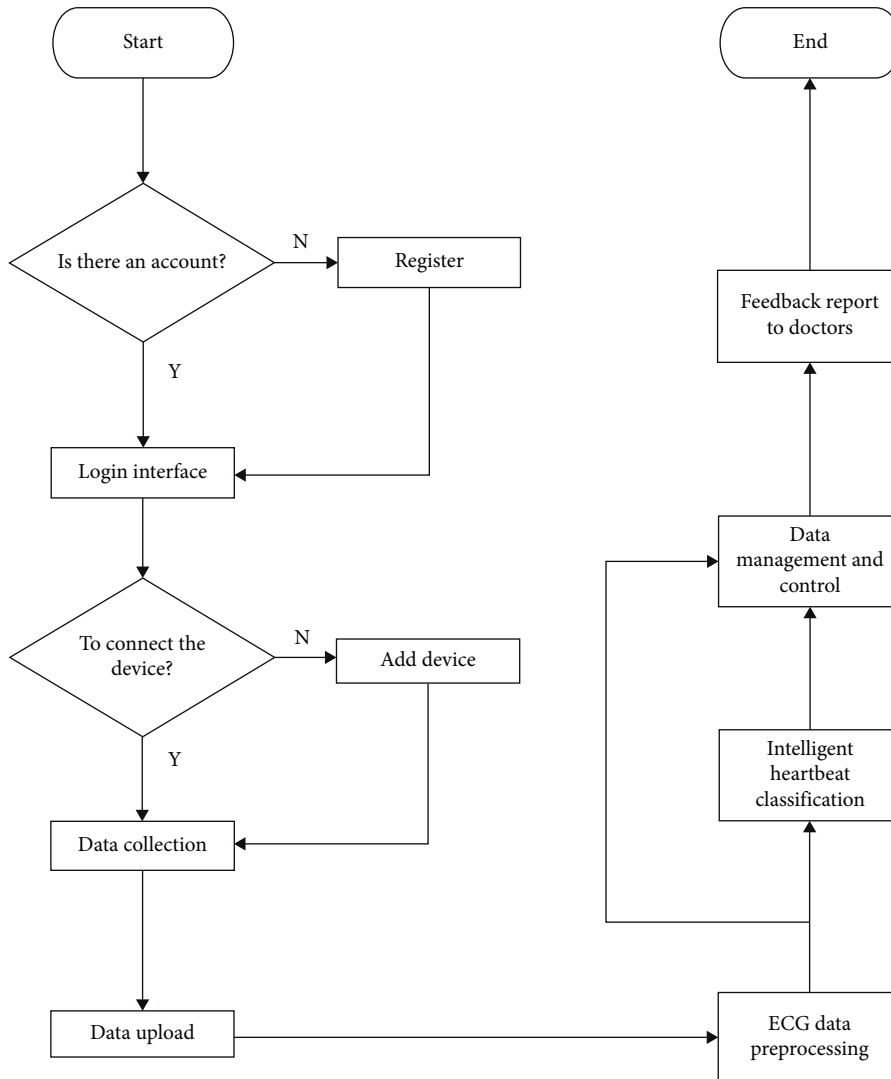 Start
Is there an account?
N
Register
Y
Login interface
To connect the
device?
N
Add device
Y
Data collection
Data upload
ECG data
preprocessing
Intelligent
heartbeat
classification
Data
management and
control
Feedback report
to doctors
End